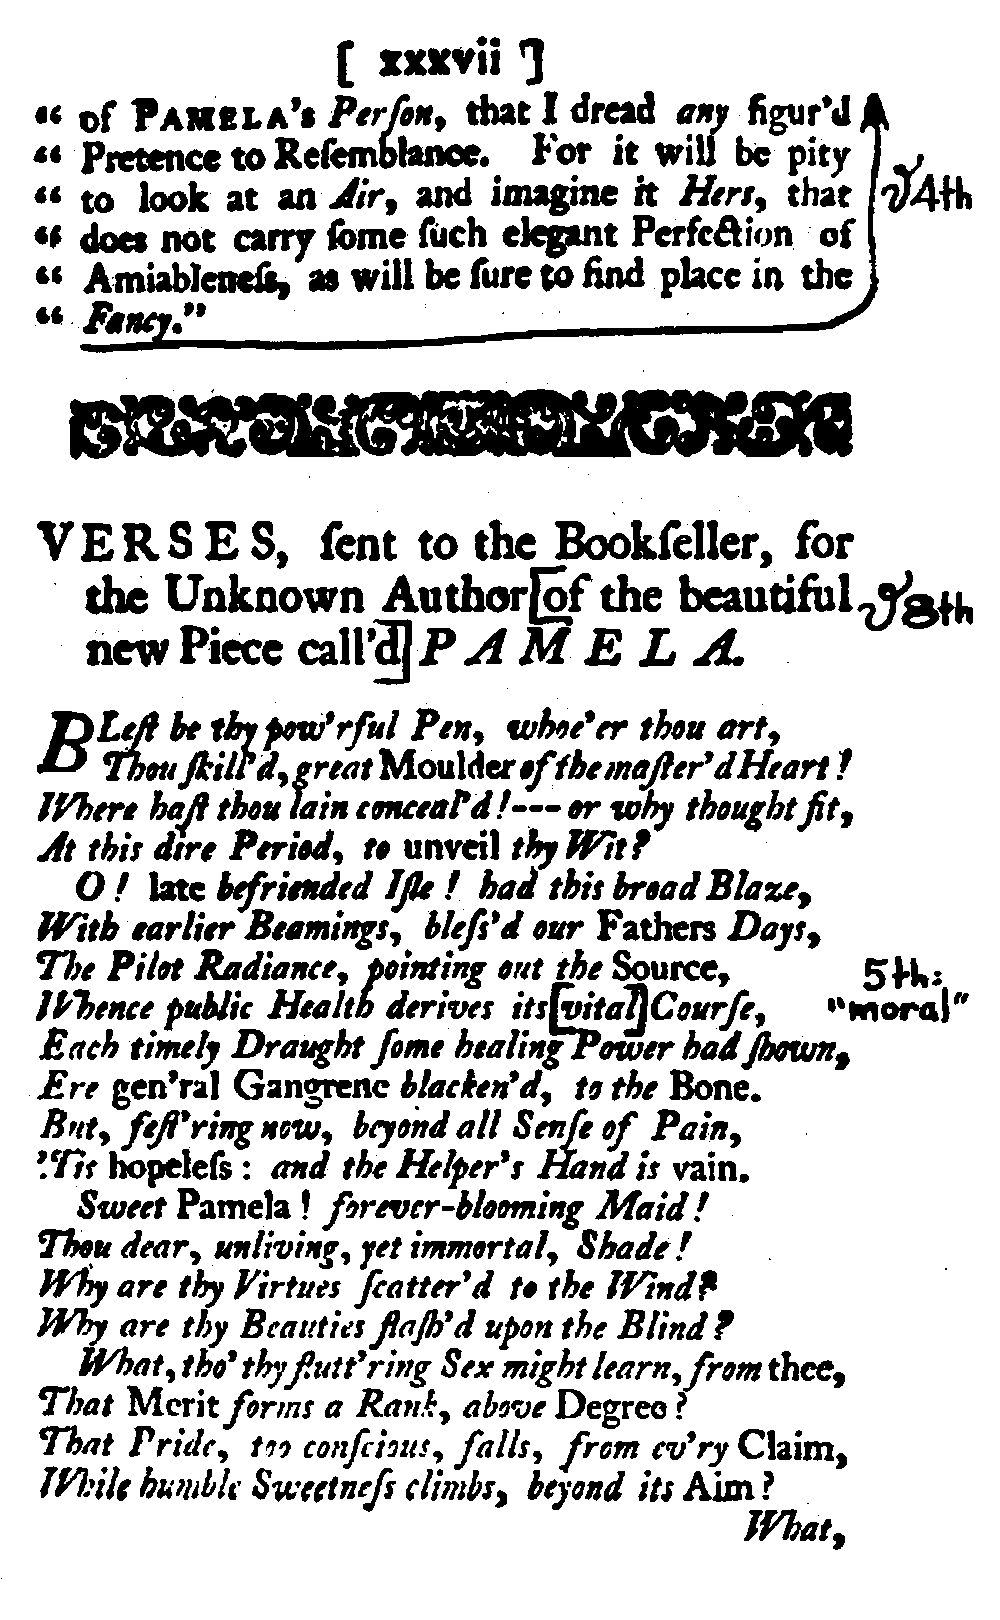 [ xxxvii ]
“ of PAMELA's Perſon, that I dread any figur'd
“ Pretence to Reſemblance. For it will be pity
“ to look at an Air, and imagine it Hers, that
“ does not carry ſome ſuch elegant Perfection of
“ Amiableneſs, as will be ſure to find place in the
“ Fancy.”
4th
VERSES, ſent to the Bookſeller, for
the Unknown Author [of the beautiful
8th
new Piece call'd] PAMELA.
BLeſt be thy pow'rful Pen, whoe'er thou art,
Thou ſkill'd, great Moulder of the maſter'd Heart!
Where haſt thou lain conceal'd!--- or why thought fit,
At this dire Period, to unveil thy Wit?
O! late befriended Iſle! had this broad Blaze,
With earlier Beamings, bleſs'd our Fathers Days,
The Pilot Radiance, pointing out the Source,
Whence public Health derives its [vital] Courſe,
5th:
"moral"
Each timely Draught ſome healing Power had ſhown,
Ere gen'ral Gangrene blacken'd, to the Bone.
But, feſt'ring now, beyond all Senſe of Pain,
'Tis hopeleſs: and the Helper's Hand is vain.
Sweet Pamela! forever-blooming Maid!
Thou dear, unliving, yet immortal, Shade!
Why are thy Virtues ſcatter'd to the Wind?
Why are thy Beauties flaſh'd upon the Blind?
What, tho' thy flutt'ring Sex might learn, from thee,
That Merit forms a Rank, above Degree?
That Pride, too conſcious, falls, from ev'ry Claim,
While humble Sweetneſs climbs, beyond its Aim?
What,